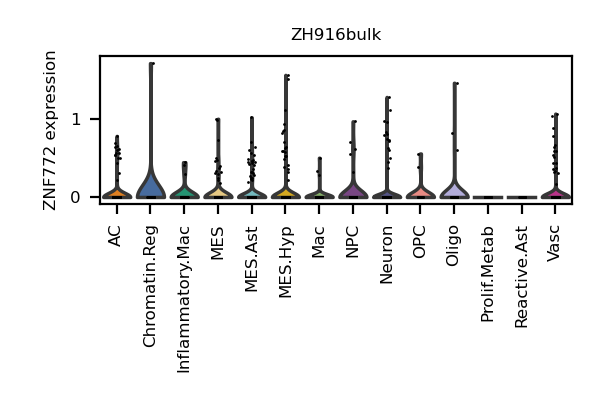 ZH916bulk
ZNF772 expression
1
0
AC
Chromatin.Reg
Inflammatory.Mac
MES
MES.Ast
MES.Hyp
Mac
NPC
Neuron
OPC
Oligo
Prolif.Metab
Reactive.Ast
Vasc